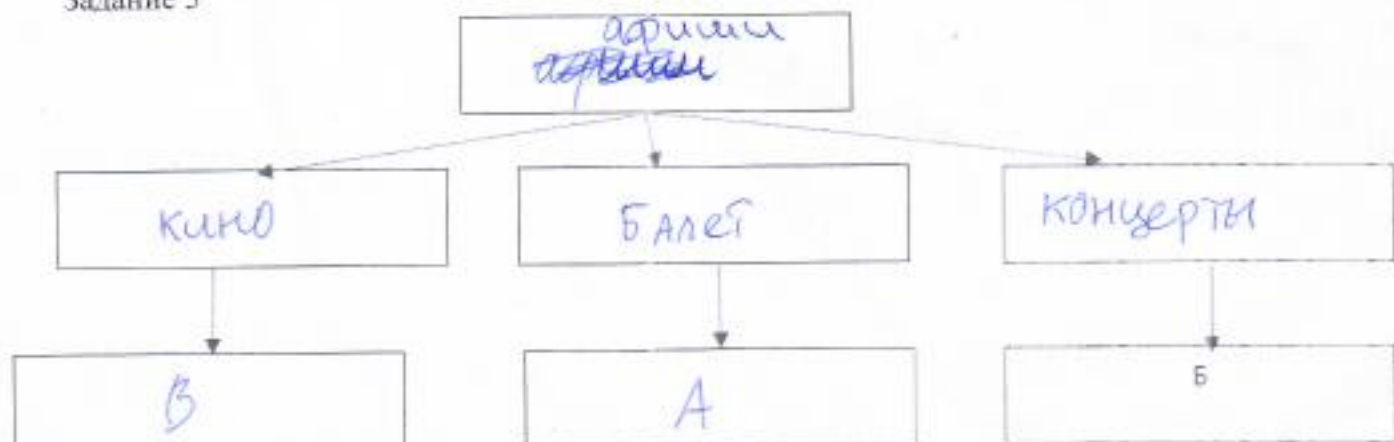 Задание 5
афиши
кино
БАлеТ
концерты
В
А
Б